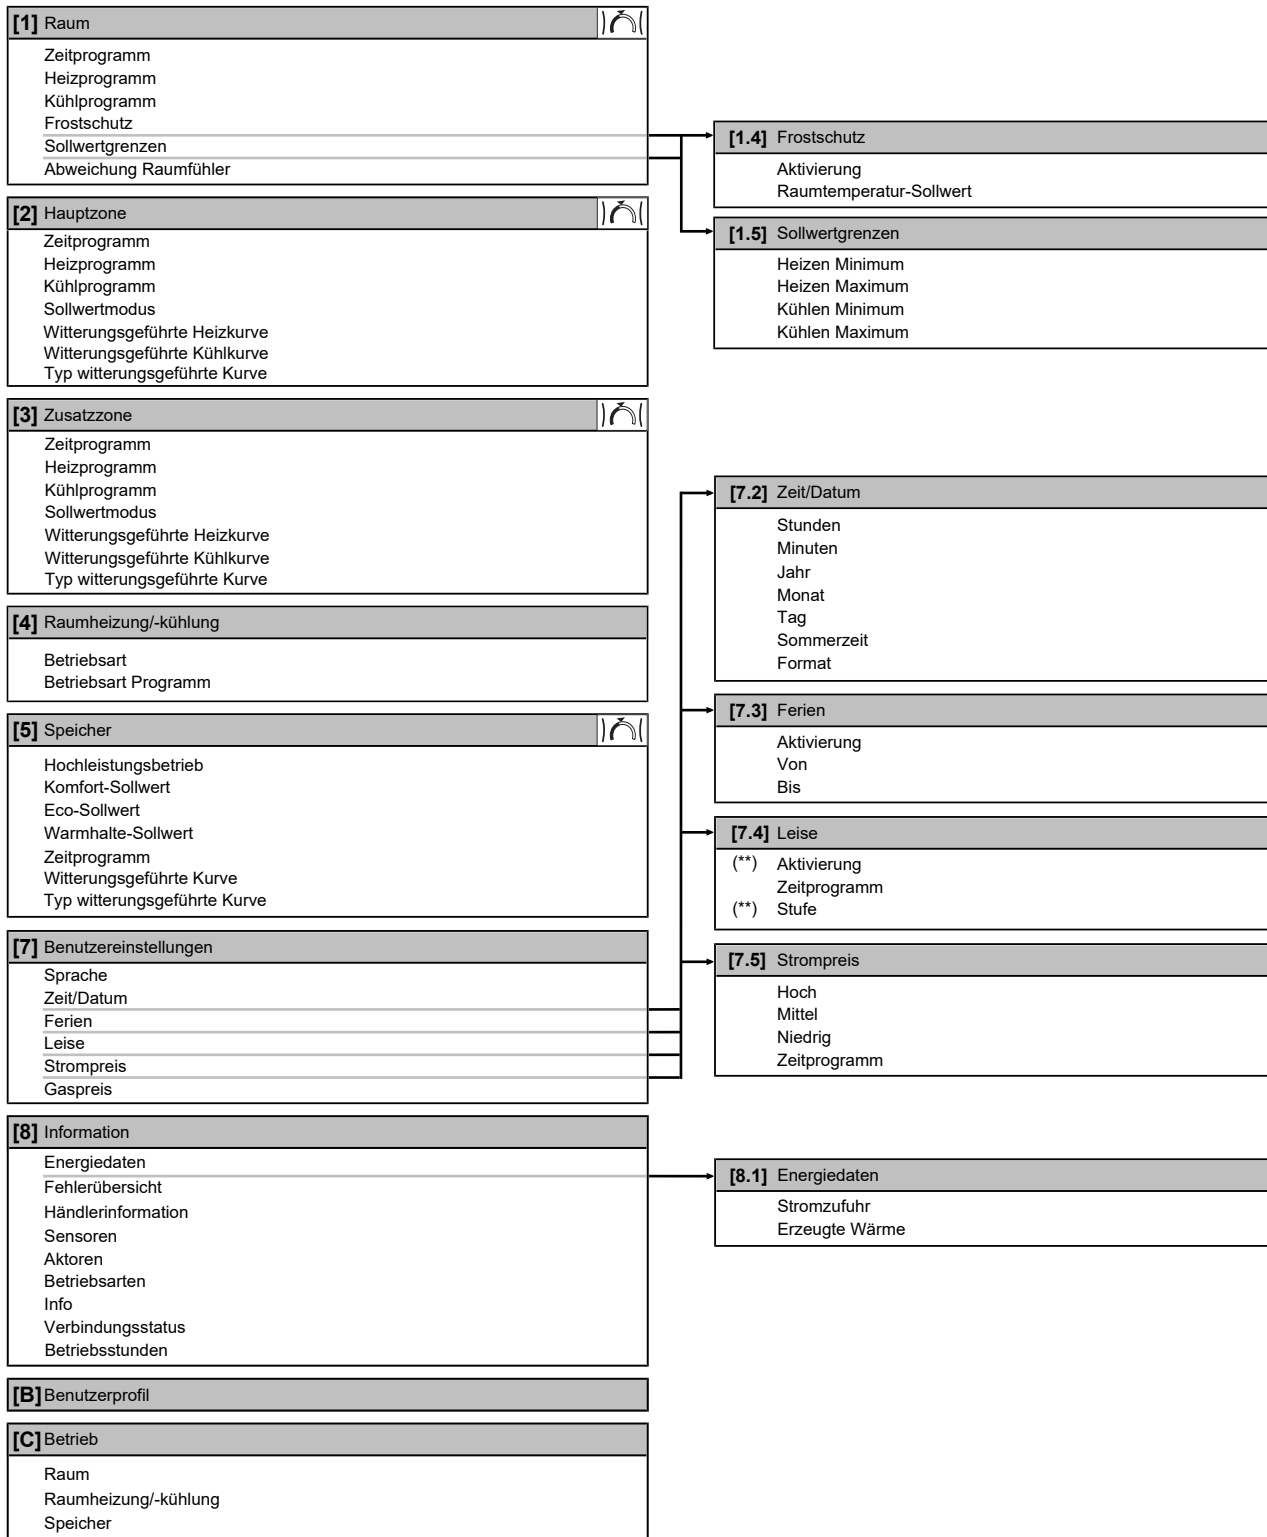 [1] Raum
Zeitprogramm
Heizprogramm
Kühlprogramm
Frostschutz
Sollwertgrenzen
Abweichung Raumfühler
[1.4] Frostschutz
Aktivierung
Raumtemperatur-Sollwert
[1.5] Sollwertgrenzen
Heizen Minimum
Heizen Maximum
Kühlen Minimum
Kühlen Maximum
[2] Hauptzone
Zeitprogramm
Heizprogramm
Kühlprogramm
Sollwertmodus
Witterungsgeführte Heizkurve
Witterungsgeführte Kühlkurve
Typ witterungsgeführte Kurve
[3] Zusatzzone
Zeitprogramm
Heizprogramm
Kühlprogramm
Sollwertmodus
Witterungsgeführte Heizkurve
Witterungsgeführte Kühlkurve
Typ witterungsgeführte Kurve
[4] Raumheizung/-kühlung
Betriebsart
Betriebsart Programm
[5] Speicher
Hochleistungsbetrieb
Komfort-Sollwert
Eco-Sollwert
Warmhalte-Sollwert
Zeitprogramm
Witterungsgeführte Kurve
Typ witterungsgeführte Kurve
[7] Benutzereinstellungen
Sprache
Zeit/Datum
Ferien
Leise
Strompreis
Gaspreis
[7.2] Zeit/Datum
Stunden
Minuten
Jahr
Monat
Tag
Sommerzeit
Format
[7.3] Ferien
Aktivierung
Von
Bis
[7.4] Leise
(**) Aktivierung
Zeitprogramm
(**) Stufe
[7.5] Strompreis
Hoch
Mittel
Niedrig
Zeitprogramm
[8] Information
Energiedaten
Fehlerübersicht
Händlerinformation
Sensoren
Aktoren
Betriebsarten
Info
Verbindungsstatus
Betriebsstunden
[8.1] Energiedaten
Stromzufuhr
Erzeugte Wärme
[B] Benutzerprofil
[C] Betrieb
Raum
Raumheizung/-kühlung
Speicher